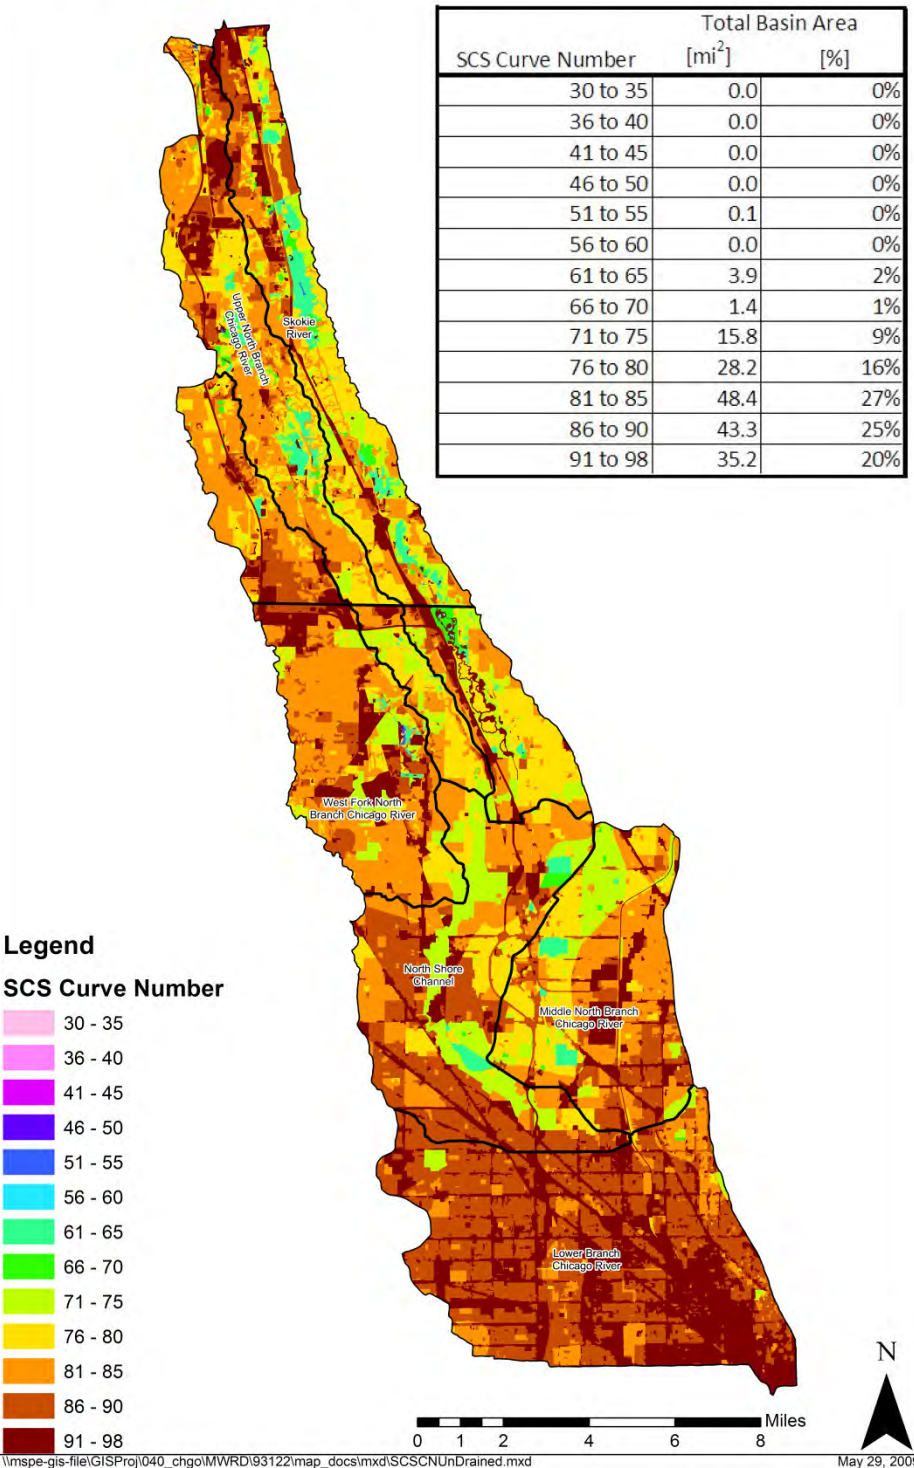 Total Basin Area
SCS Curve Number [mi2] [%]
30 to 35 0.0 0%
36 to 40 0.0 0%
41 to 45 0.0 0%
46 to 50 0.0 0%
51 to 55 0.1 0%
56 to 60 0.0 0%
61 to 65 3.9 2%
66 to 70 1.4 1%
71 to 75 15.8 9%
76 to 80 28.2 16%
81 to 85 48.4 27%
86 to 90 43.3 25%
91 to 98 35.2 20%
Upper North Branch
Chicago River
Skokie
River
West Fork North
Branch Chicago River
North Shore
Channel
Middle North Branch
Chicago River
Lower Branch
Chicago River
Legend
SCS Curve Number
30 - 35
36 - 40
41 - 45
46 - 50
51 - 55
56 - 60
61 - 65
66 - 70
71 - 75
76 - 80
81 - 85
86 - 90
91 - 98
N
Miles
0 1 2 4 6 8
\\mspe-gis-file\GISProj\040_chgo\MWRD\93122\map_docs\mxd\SCSCNUnDrained.mxd
May 29, 2009